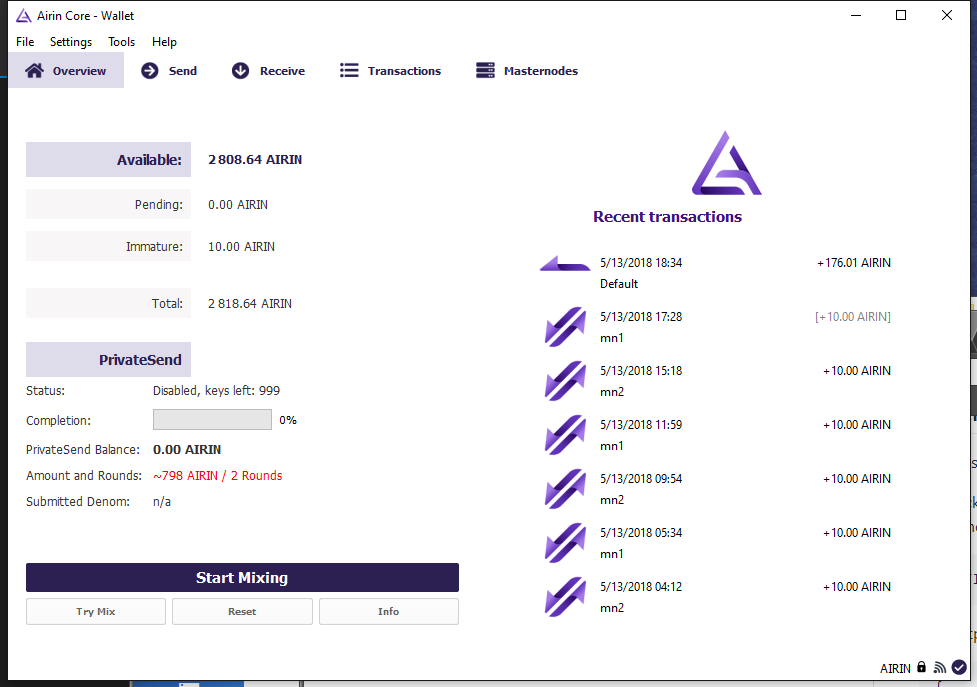 Airin Core - Wallet
File Settings Tools Help
Overview Send Receive Transactions Masternodes
Available: 2 808.64 AIRIN
Pending: 0.00 AIRIN
Immature: 10.00 AIRIN
Total: 2 818.64 AIRIN
PrivateSend
Status: Disabled, keys left: 999
Completion: 0%
PrivateSend Balance: 0.00 AIRIN
Amount and Rounds: ~798 AIRIN / 2 Rounds
Submitted Denom: n/a
Start Mixing
Try Mix Reset Info
Recent transactions
5/13/2018 18:34 +176.01 AIRIN
Default
5/13/2018 17:28 [+10.00 AIRIN]
mn1
5/13/2018 15:18 +10.00 AIRIN
mn2
5/13/2018 11:59 +10.00 AIRIN
mn1
5/13/2018 09:54 +10.00 AIRIN
mn2
5/13/2018 05:34 +10.00 AIRIN
mn1
5/13/2018 04:12 +10.00 AIRIN
mn2
AIRIN